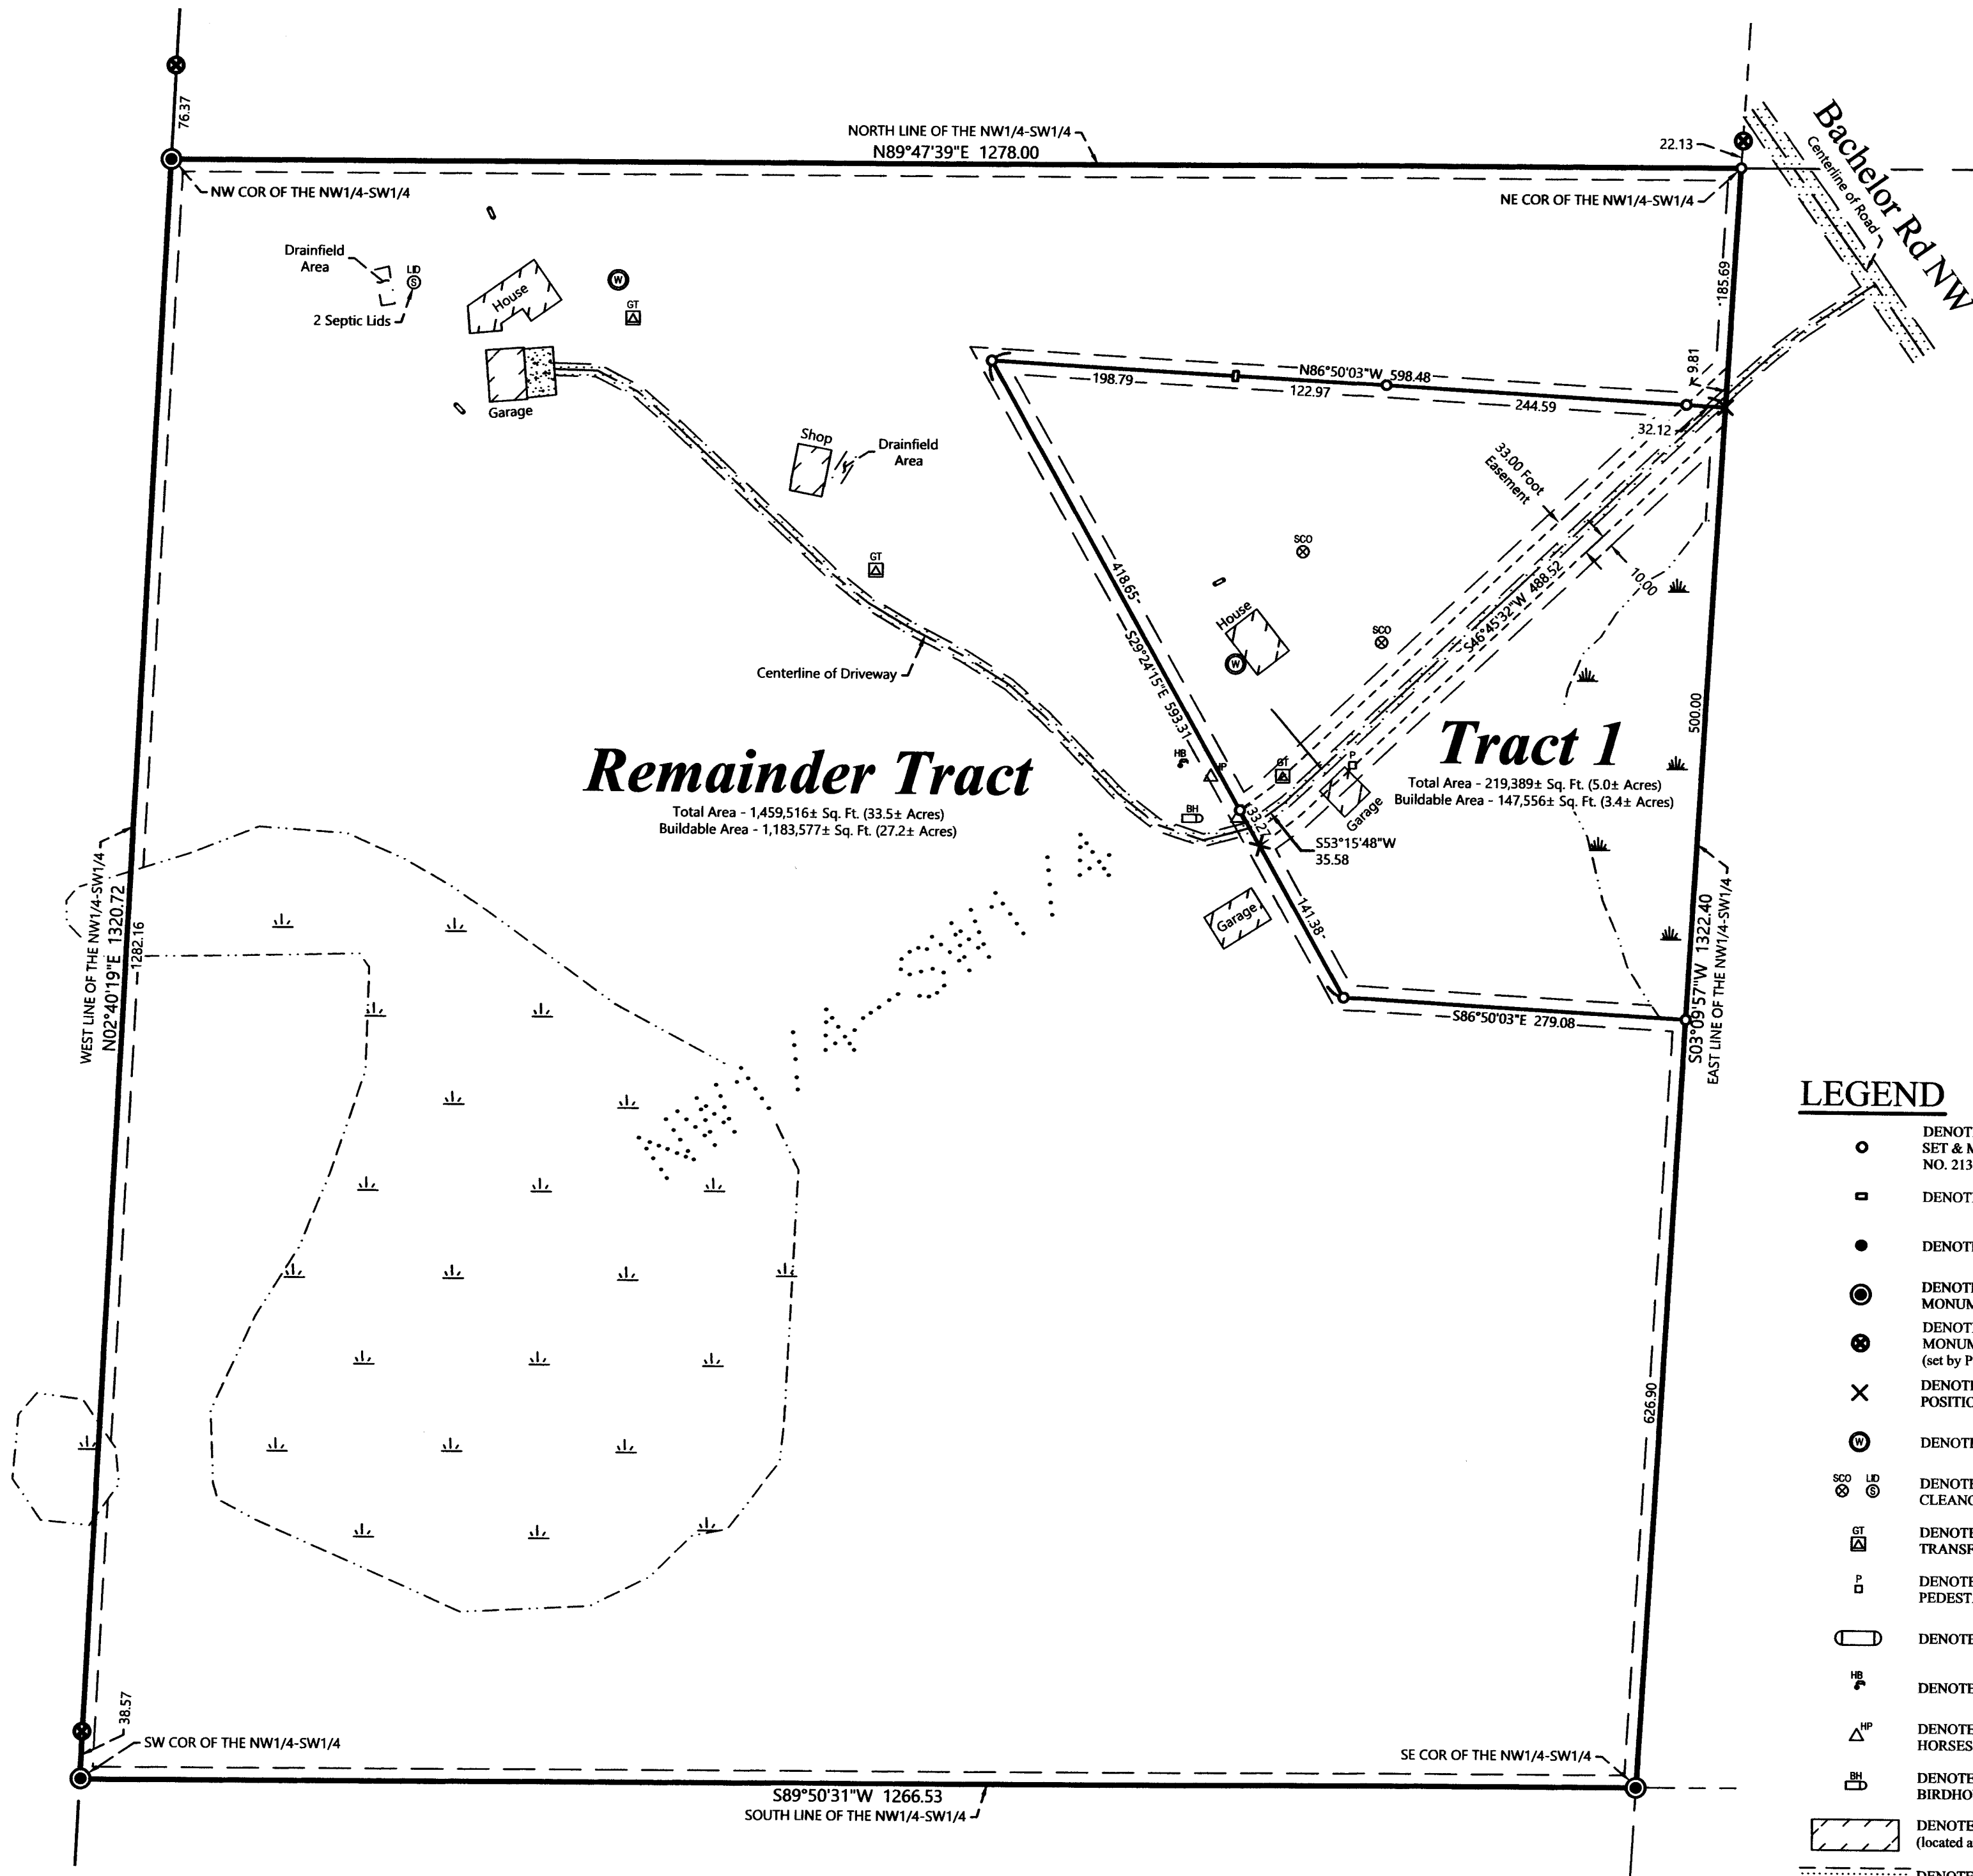 76.37
NORTH LINE OF THE NW1/4-SW1/4
N89°47'39"E 1278.00
22.13
Bachelor Rd NW
Centerline of Road
NW COR OF THE NW1/4-SW1/4
NE COR OF THE NW1/4-SW1/4
Drainfield
Area
LID
S
2 Septic Lids
House
W
GT
Garage
185.69
9.81
N86°50'03"W 598.48
198.79
122.97
244.59
32.12
Shop
Drainfield
Area
33.00 Foot
Easement
GT
SCO
418.65
S29°24'15"E 593.31
House
W
SCO
S46°45'32"W 488.52
10.00
Centerline of Driveway
500.00
Remainder Tract
Total Area - 1,459,516± Sq. Ft. (33.5± Acres)
Buildable Area - 1,183,577± Sq. Ft. (27.2± Acres)
Tract 1
Total Area - 219,389± Sq. Ft. (5.0± Acres)
Buildable Area - 147,556± Sq. Ft. (3.4± Acres)
HB
HP
GT
P
BH
Garage
33.27
S53°15'48"W
35.58
Garage
141.38
WEST LINE OF THE NW1/4-SW1/4
N02°40'19"E 1320.72
1282.16
NW1/4-SW1/4
S86°50'03"E 279.08
S03°09'57"W 1322.40
EAST LINE OF THE NW1/4-SW1/4
626.90
38.57
SW COR OF THE NW1/4-SW1/4
SE COR OF THE NW1/4-SW1/4
S89°50'31"W 1266.53
SOUTH LINE OF THE NW1/4-SW1/4
LEGEND
SET &
NO. 213
(set by P
W
SCO LID
S
GT
P
HB
HP
HORSES
BH
(located a